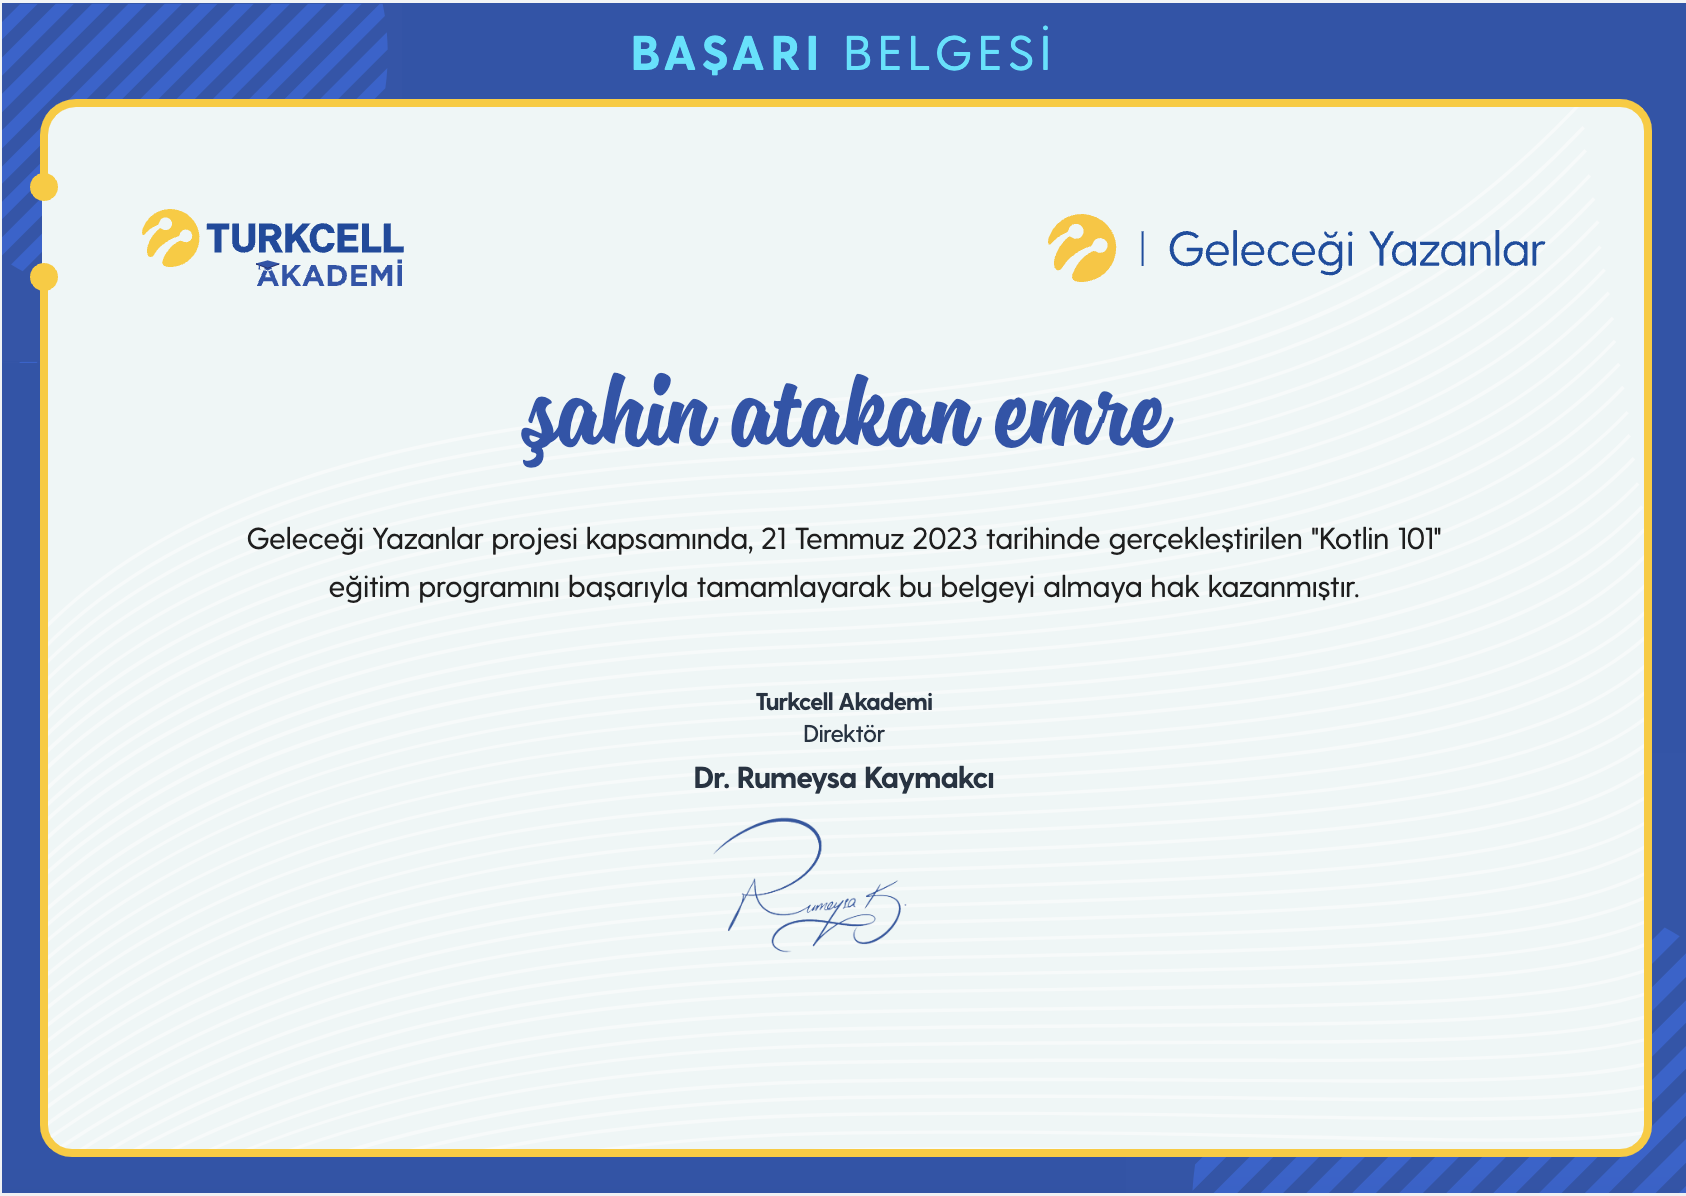 BAŞARI BELGESİ
TURKCELL
AKADEMİ
Geleceği Yazanlar
şahin atakan emre
Geleceği Yazanlar projesi kapsamında, 21 Temmuz 2023 tarihinde gerçekleştirilen "Kotlin 101"
eğitim programını başarıyla tamamlayarak bu belgeyi almaya hak kazanmıştır.
Turkcell Akademi
Direktör
Dr. Rumeysa Kaymakcı
Rumeysa K.